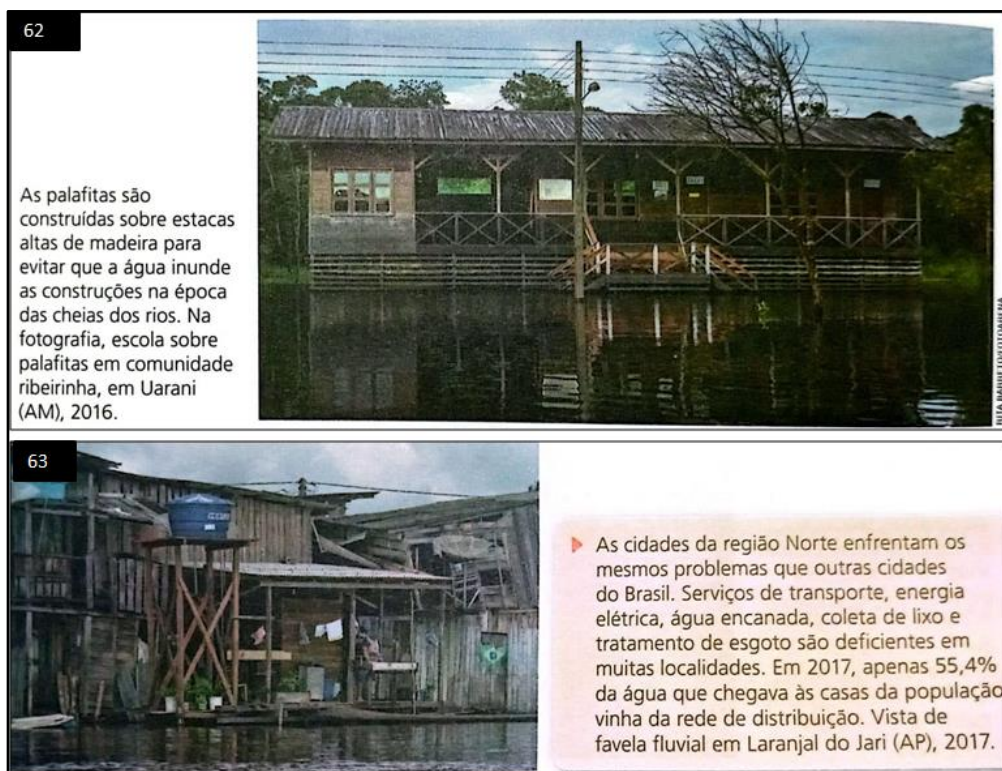 62
As palafitas são
construídas sobre estacas
altas de madeira para
evitar que a água inunde
as construções na época
das cheias dos rios. Na
fotografia, escola sobre
palafitas em comunidade
ribeirinha, em Uarani
(AM), 2016.
63
As cidades da região Norte enfrentam os
mesmos problemas que outras cidades
do Brasil. Serviços de transporte, energia
elétrica, água encanada, coleta de lixo e
tratamento de esgoto são deficientes em
muitas localidades. Em 2017, apenas 55,4%
da água que chegava às casas da população
vinha da rede de distribuição. Vista de
favela fluvial em Laranjal do Jari (AP), 2017.